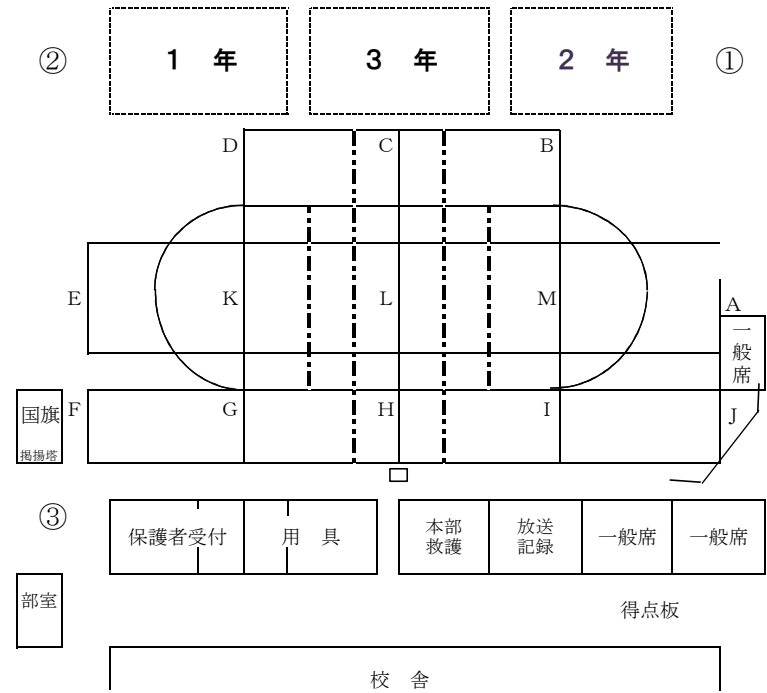 ②
1 年
3 年
2 年
①
D
C
B
E
K
L
M
A
一般席
国旗
掲揚塔
F
G
H
I
J
③
保護者受付
用 具
本部
救護
放送
記録
一般席
一般席
部室
得点板
校 舎